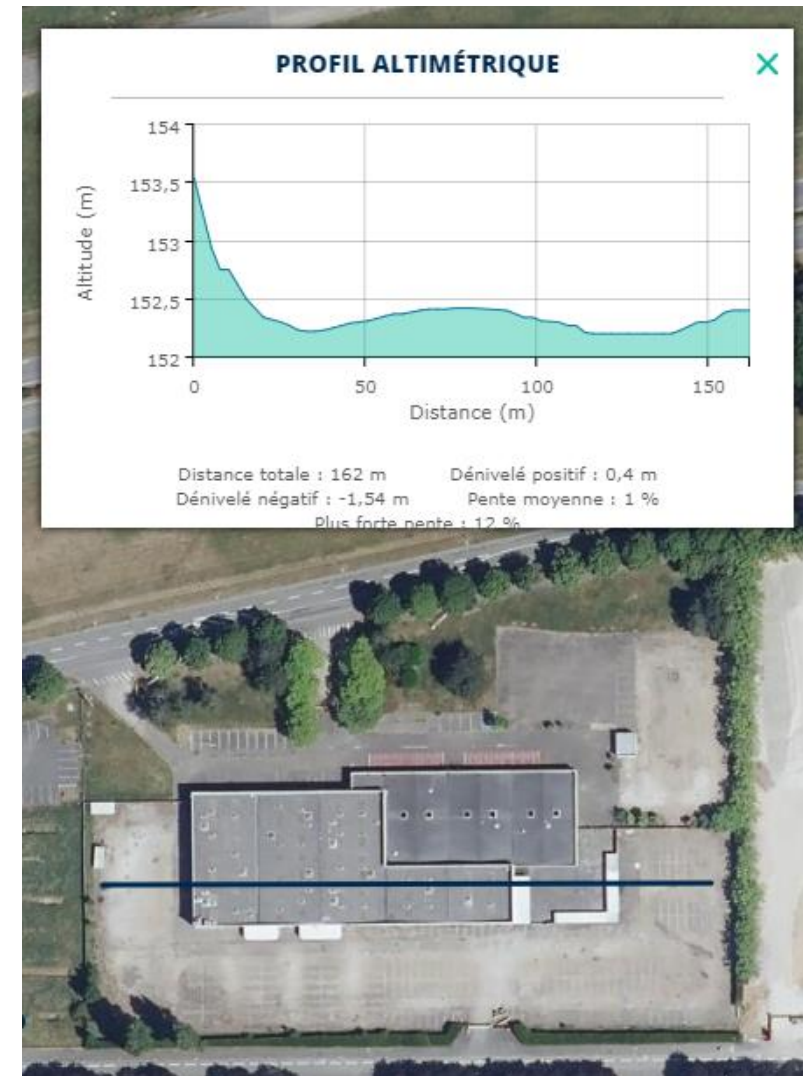 PROFIL ALTIMÉTRIQUE
154
153,5
153
152,5
152
Altitude (m)
0 50 100 150
Distance (m)
Distance totale : 162 m Dénivelé positif : 0,4 m
Dénivelé négatif : -1,54 m Pente moyenne : 1 %
Plus forte pente : 12 %